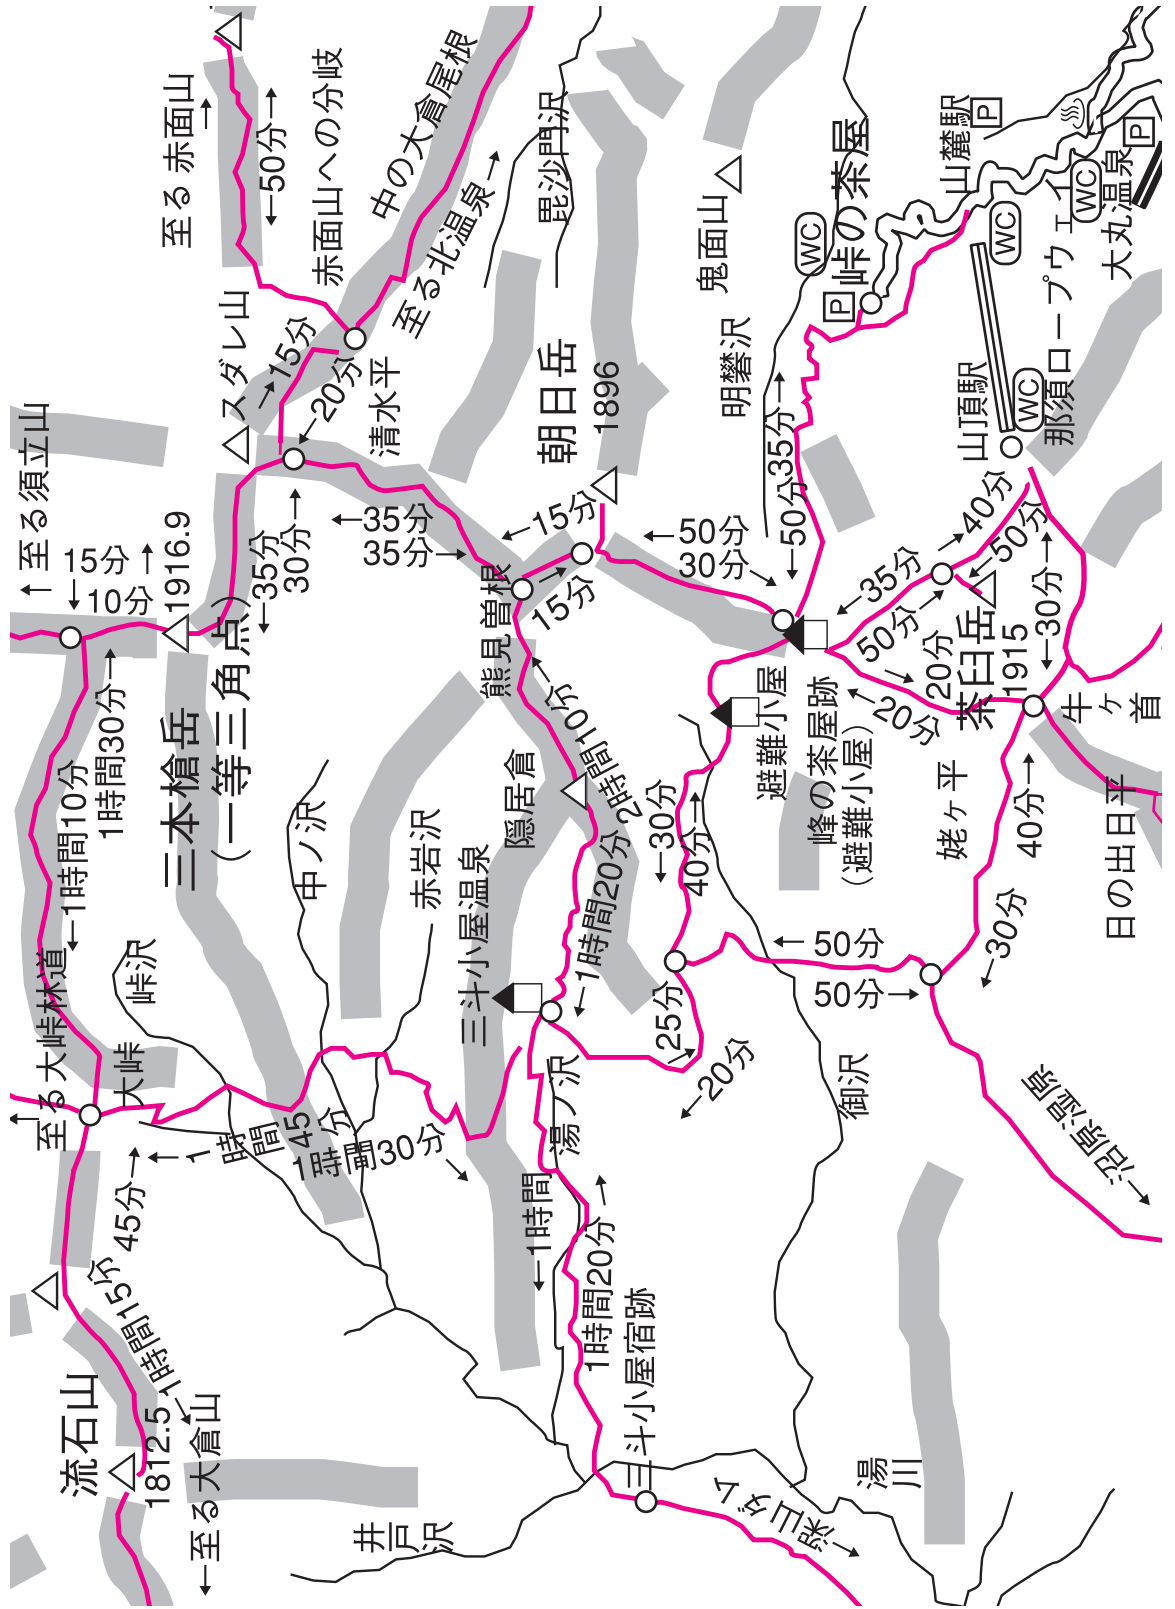 至る 赤面山
50分
赤面山への分岐
中の大倉尾根
至る北温泉
毘沙門沢
鬼面山
WC
峠の茶屋
P
山麓駅
P
WC
WC
P
大丸温泉
那須ロープウェイ
WC
山頂駅
明礬沢
スダレ山
15分
20分
清水平
朝日岳
1896
至る須立山
15分
10分
1916.9
35分
30分
三本槍岳
(一等三角点)
35分
35分
15分
15分
熊見曽根
50分
30分
35分
50分
35分
50分
40分
50分
30分
20分
20分
茶臼岳
1915
牛ヶ首
避難小屋
峰の茶屋跡
(避難小屋)
姥ヶ平
40分
日の出日平
30分
1時間30分
1時間10分
中ノ沢
赤岩沢
隠居倉
2時間10分
1時間20分
三斗小屋温泉
30分
40分
50分
50分
25分
20分
御沢
沼原湿原
至る 大峠林道
峠沢
大峠
1時間45分
1時間30分
湯ノ沢
1時間
1時間20分
三斗小屋宿跡
45分
1時間15分
流石山
1812.5
至る大倉山
井戸沢
深山ダム
湯川